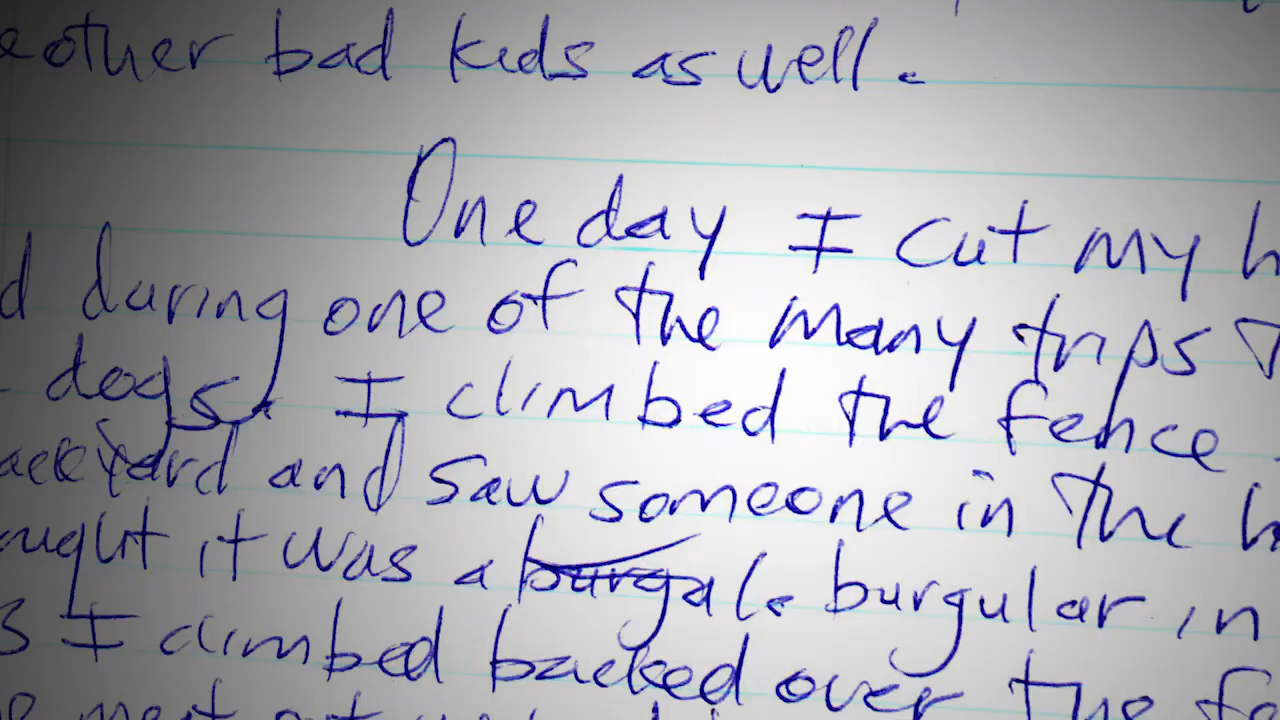 other bad kids as well.
One day I cut my
during one of the many trips
dogs. I climbed the fence
and saw someone in the
it was a burgal. burgular in
I climbed backed over the